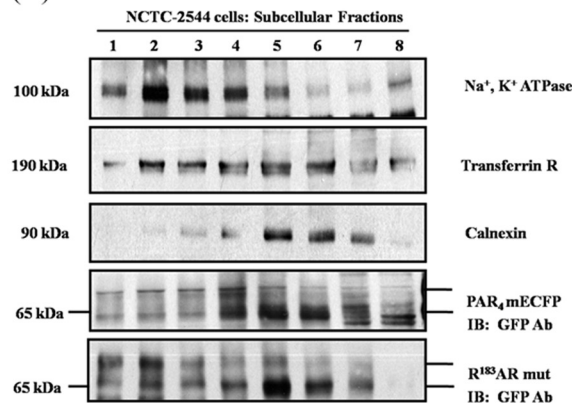 NCTC-2544 cells: Subcellular Fractions
1 2 3 4 5 6 7 8
100 kDa Na⁺, K⁺ ATPase
190 kDa Transferrin R
90 kDa Calnexin
65 kDa PAR₄ mECFP
IB: GFP Ab
65 kDa R¹⁸³AR mut
IB: GFP Ab